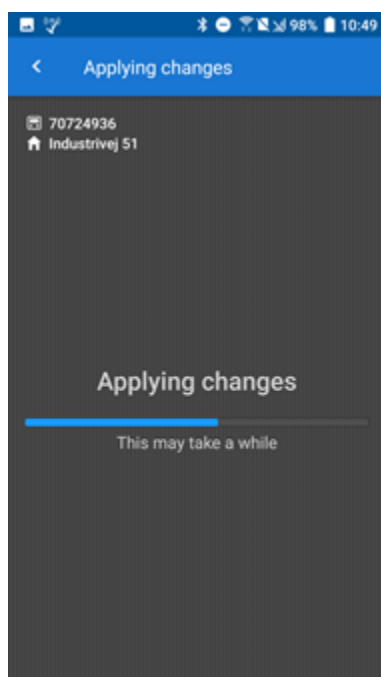 98% 10:49
Applying changes
70724936
Industrivej 51
Applying changes
This may take a while